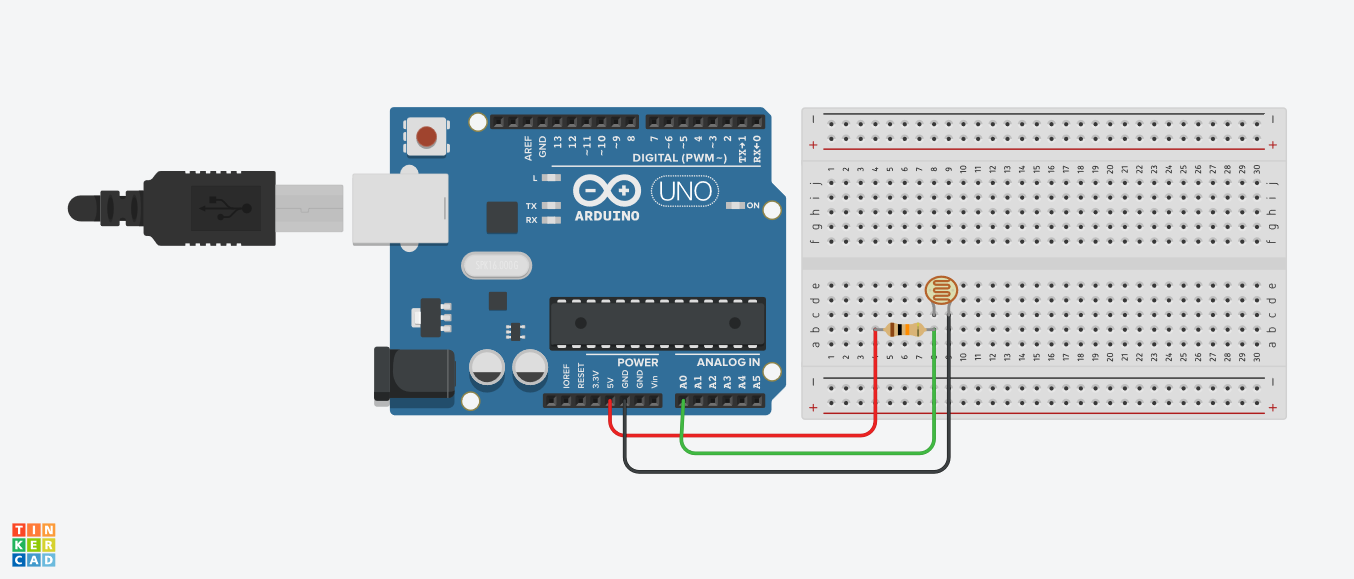 AREF GND 13 12 ~11 ~10 ~9 8 7 ~6 ~5 4 ~3 2 TX→1 RX←0
DIGITAL (PWM~)
L
TX
RX
ARDUINO
UNO
ON
POWER
ANALOG IN
IOREF RESET 3.3V 5V GND GND Vin A0 A1 A2 A3 A4 A5
− −
+ +
1 2 3 4 5 6 7 8 9 10 11 12 13 14 15 16 17 18 19 20 21 22 23 24 25 26 27 28 29 30
j j
i i
h h
g g
f f
e e
d d
c c
b b
a a
1 2 3 4 5 6 7 8 9 10 11 12 13 14 15 16 17 18 19 20 21 22 23 24 25 26 27 28 29 30
− −
+ +
TIN
KER
CAD